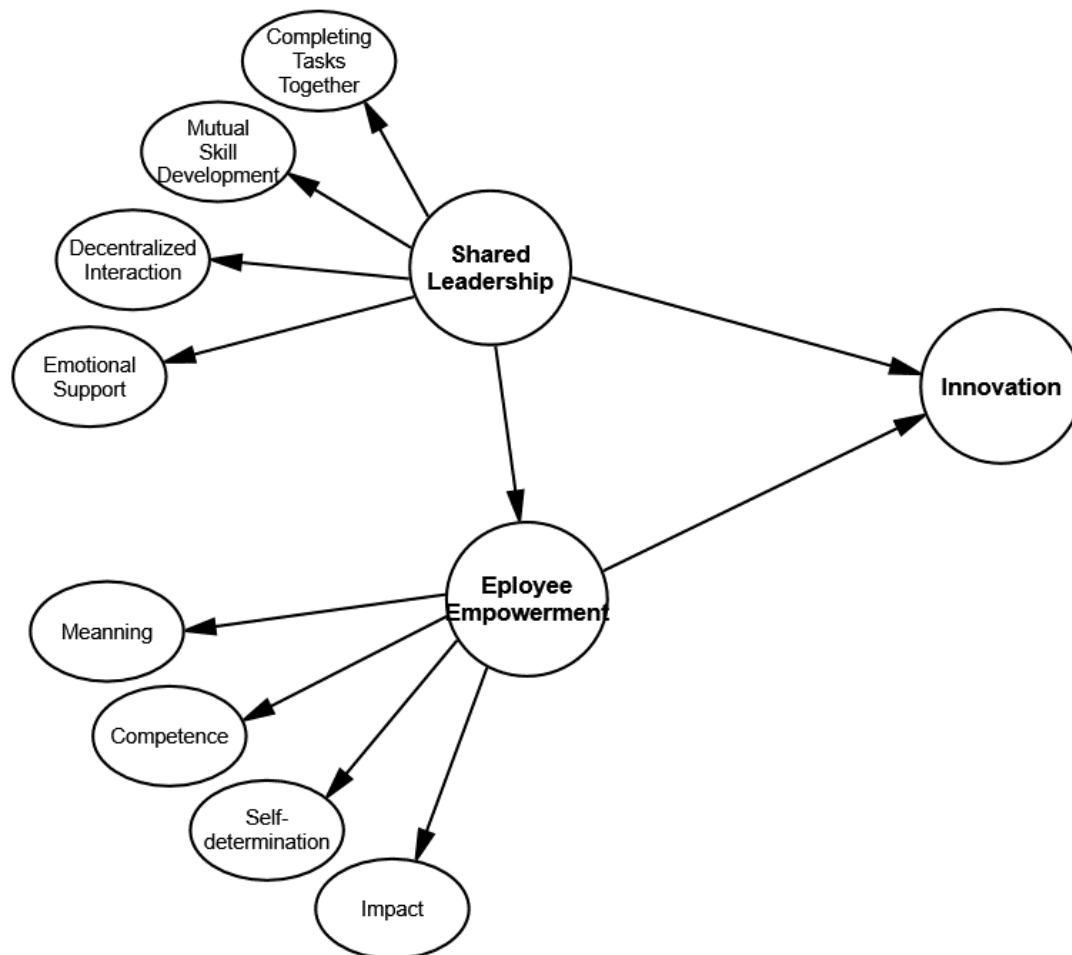 Completing
Tasks
Together
Mutual
Skill
Development
Decentralized
Interaction
Emotional
Support
Shared
Leadership
Innovation
Eployee
Empowerment
Meanning
Competence
Self-
determination
Impact